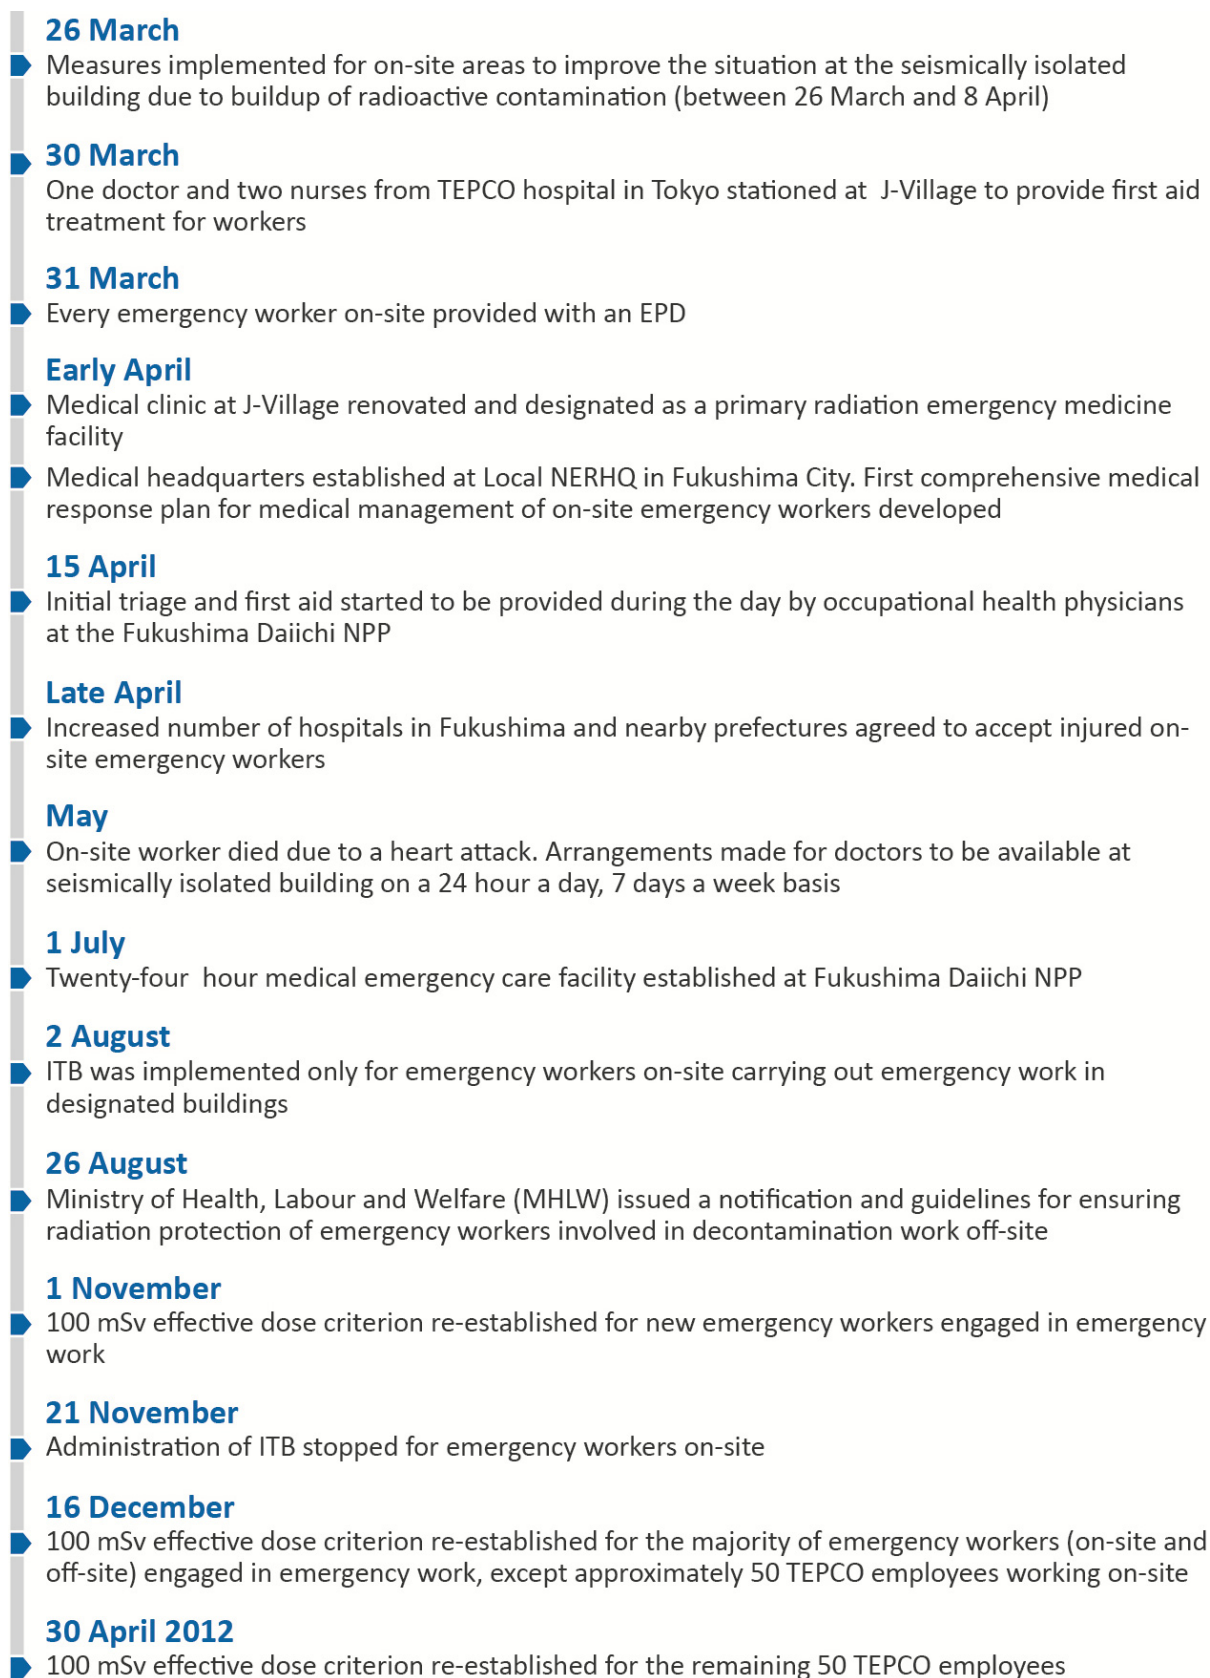 26 March
Measures implemented for on-site areas to improve the situation at the seismically isolated
building due to buildup of radioactive contamination (between 26 March and 8 April)
30 March
One doctor and two nurses from TEPCO hospital in Tokyo stationed at J-Village to provide first aid
treatment for workers
31 March
Every emergency worker on-site provided with an EPD
Early April
Medical clinic at J-Village renovated and designated as a primary radiation emergency medicine
facility
Medical headquarters established at Local NERHQ in Fukushima City. First comprehensive medical
response plan for medical management of on-site emergency workers developed
15 April
Initial triage and first aid started to be provided during the day by occupational health physicians
at the Fukushima Daiichi NPP
Late April
Increased number of hospitals in Fukushima and nearby prefectures agreed to accept injured on-
site emergency workers
May
On-site worker died due to a heart attack. Arrangements made for doctors to be available at
seismically isolated building on a 24 hour a day, 7 days a week basis
1 July
Twenty-four hour medical emergency care facility established at Fukushima Daiichi NPP
2 August
ITB was implemented only for emergency workers on-site carrying out emergency work in
designated buildings
26 August
Ministry of Health, Labour and Welfare (MHLW) issued a notification and guidelines for ensuring
radiation protection of emergency workers involved in decontamination work off-site
1 November
100 mSv effective dose criterion re-established for new emergency workers engaged in emergency
work
21 November
Administration of ITB stopped for emergency workers on-site
16 December
100 mSv effective dose criterion re-established for the majority of emergency workers (on-site and
off-site) engaged in emergency work, except approximately 50 TEPCO employees working on-site
30 April 2012
100 mSv effective dose criterion re-established for the remaining 50 TEPCO employees